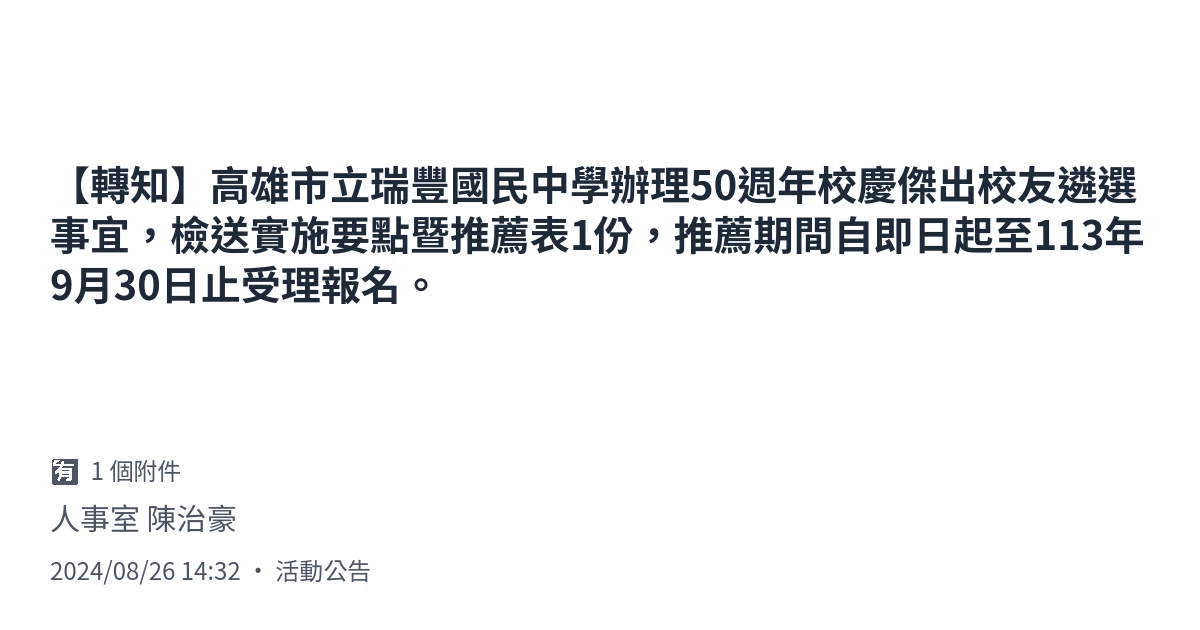 【轉知】高雄市立瑞豐國民中學辦理50週年校慶傑出校友遴選
事宜，檢送實施要點暨推薦表1份，推薦期間自即日起至113年
9月30日止受理報名。
🈶 1 個附件
人事室 陳治豪
2024/08/26 14:32 • 活動公告